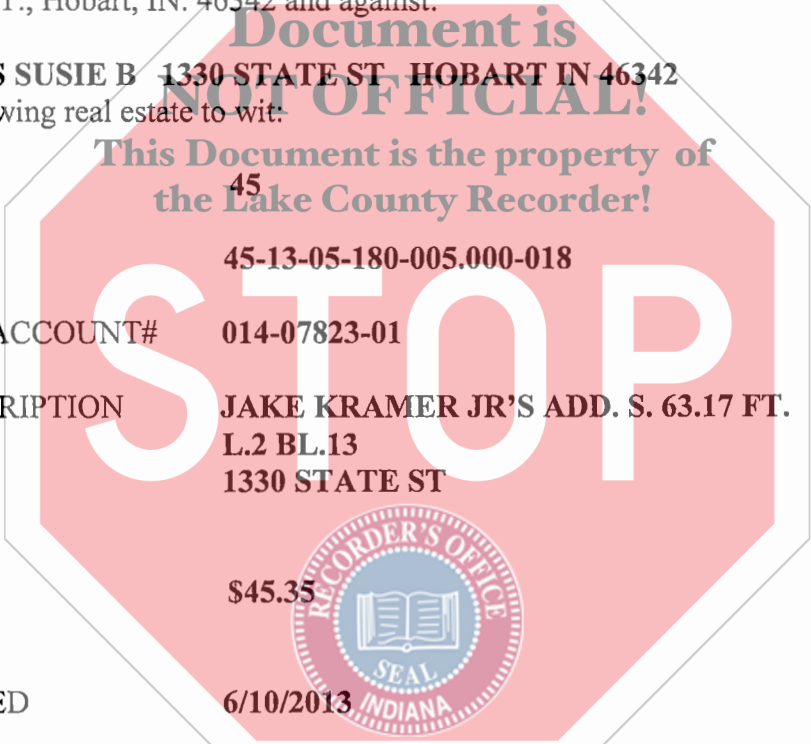 T., Hobart, IN. 46342 and against:
Document is
S SUSIE B 1330 STATE ST HOBART IN 46342
NOT OFFICIAL!
wing real estate to wit:
This Document is the property of
45
the Lake County Recorder!
45-13-05-180-005.000-018
STOP
ACCOUNT# 014-07823-01
RIPTION JAKE KRAMER JR'S ADD. S. 63.17 FT.
L.2 BL.13
1330 STATE ST
$45.35
RECORDER'S OFFICE
SEAL
INDIANA
ED 6/10/2013